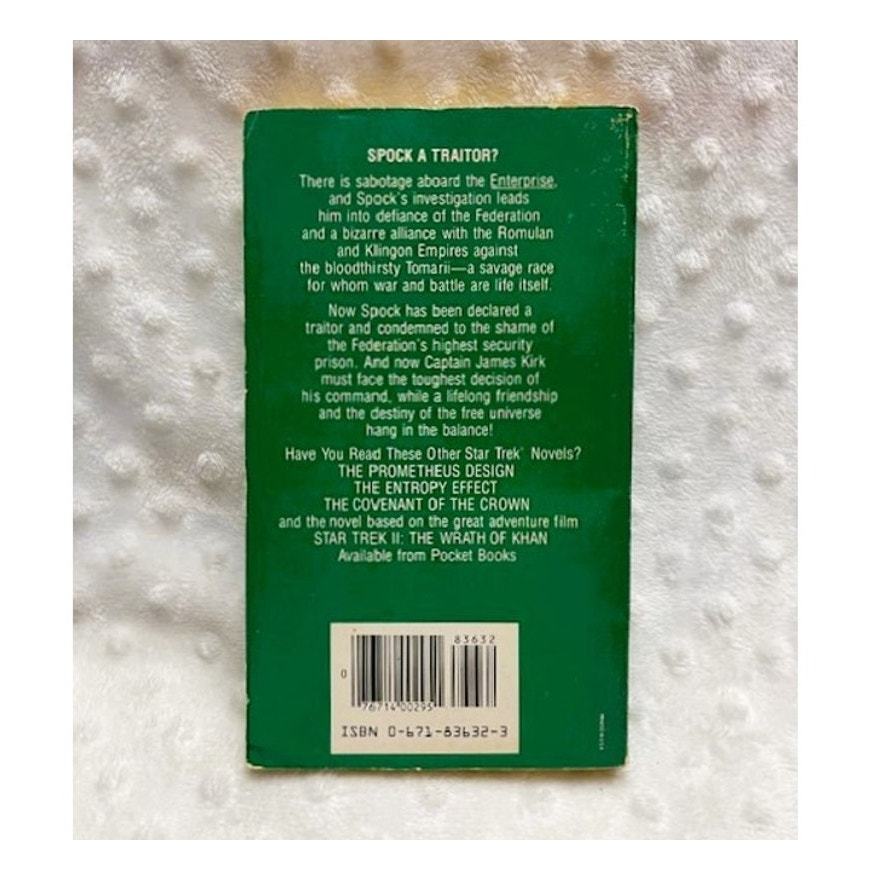 SPOCK A TRAITOR?
There is sabotage aboard the Enterprise,
and Spock's investigation leads
him into defiance of the Federation
and a bizarre alliance with the Romulan
and Klingon Empires against
the bloodthirsty Tomarii—a savage race
for whom war and battle are life itself.
Now Spock has been declared a
traitor and condemned to the shame of
the Federation's highest security
prison. And now Captain James Kirk
must face the toughest decision of
his command, while a lifelong friendship
and the destiny of the free universe
hang in the balance!
Have You Read These Other Star Trek Novels?
THE PROMETHEUS DESIGN
THE ENTROPY EFFECT
THE COVENANT OF THE CROWN
and the novel based on the great adventure film
STAR TREK II: THE WRATH OF KHAN
Available from Pocket Books
83632
0
76714 00295
ISBN 0-671-83632-3